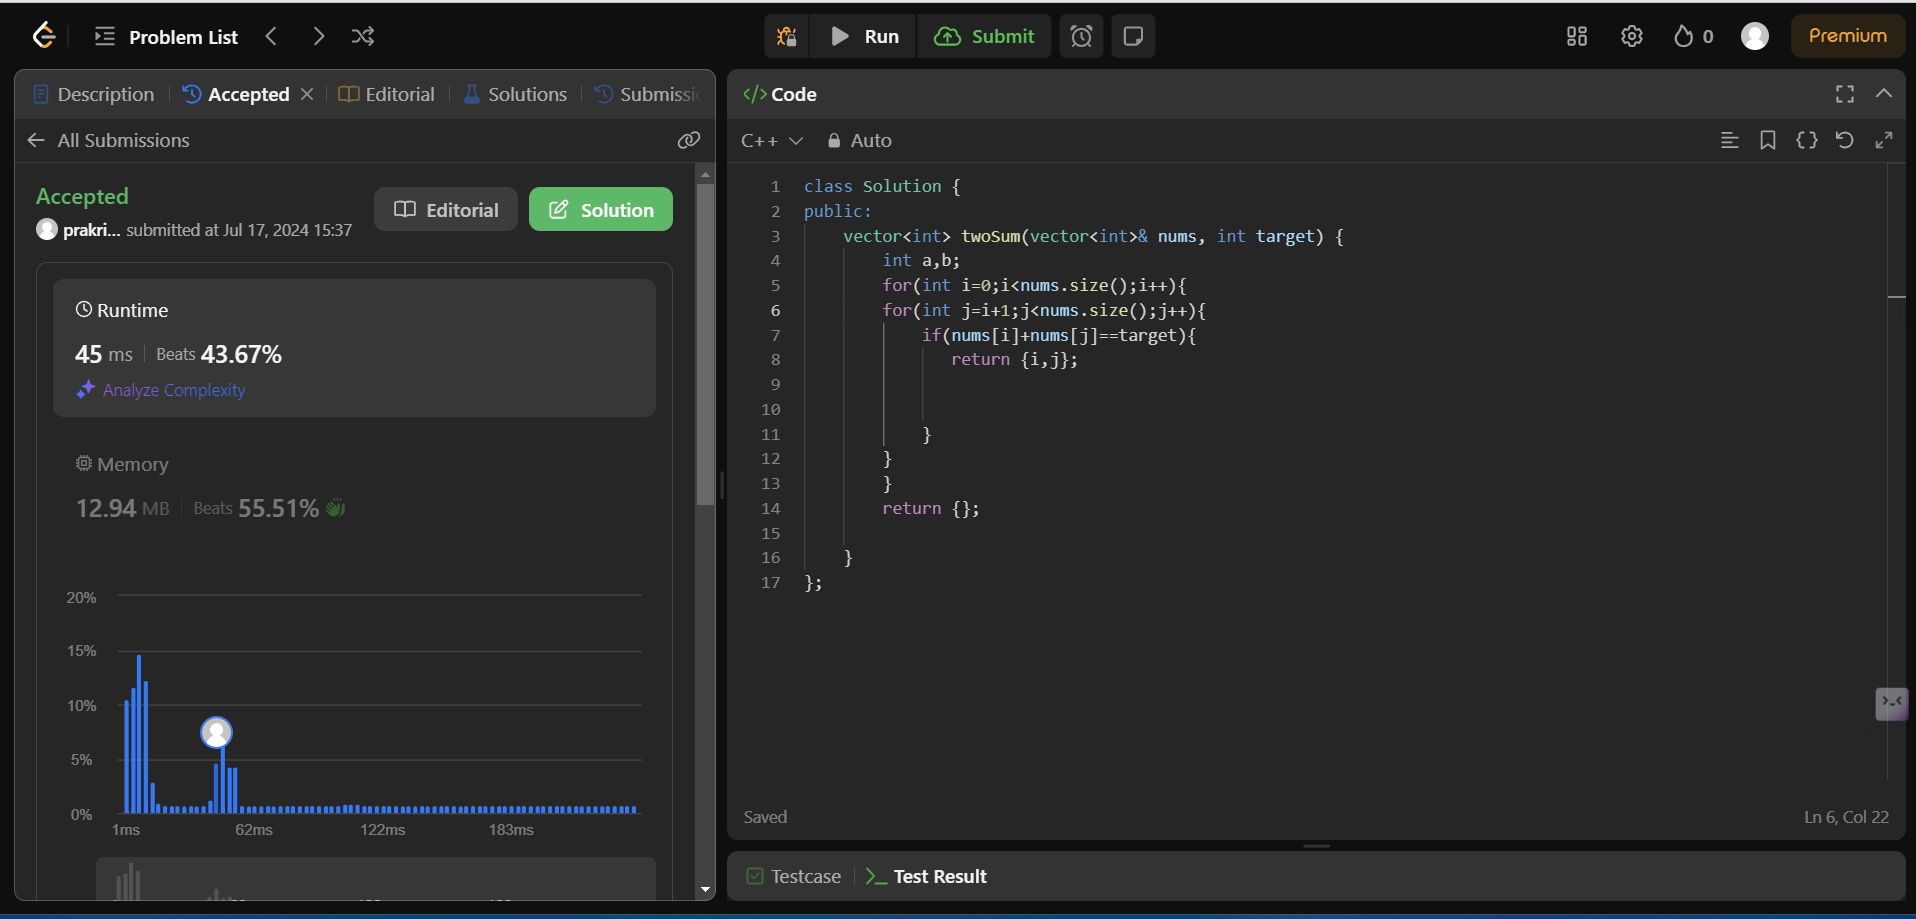 Problem List
Run
Submit
0
Premium
Description
Accepted
Editorial
Solutions
Submissi
All Submissions
Accepted
prakri... submitted at Jul 17, 2024 15:37
Editorial
Solution
Runtime
45 ms
Beats 43.67%
Analyze Complexity
Memory
12.94 MB
Beats 55.51%
20%
15%
10%
5%
0%
1ms 62ms 122ms 183ms
</> Code
C++
Auto
1 class Solution {
2 public:
3 vector<int> twoSum(vector<int>& nums, int target) {
4 int a,b;
5 for(int i=0;i<nums.size();i++){
6 for(int j=i+1;j<nums.size();j++){
7 if(nums[i]+nums[j]==target){
8 return {i,j};
9
10
11 }
12 }
13 }
14 return {};
15
16 }
17 };
Saved
Ln 6, Col 22
Testcase
Test Result